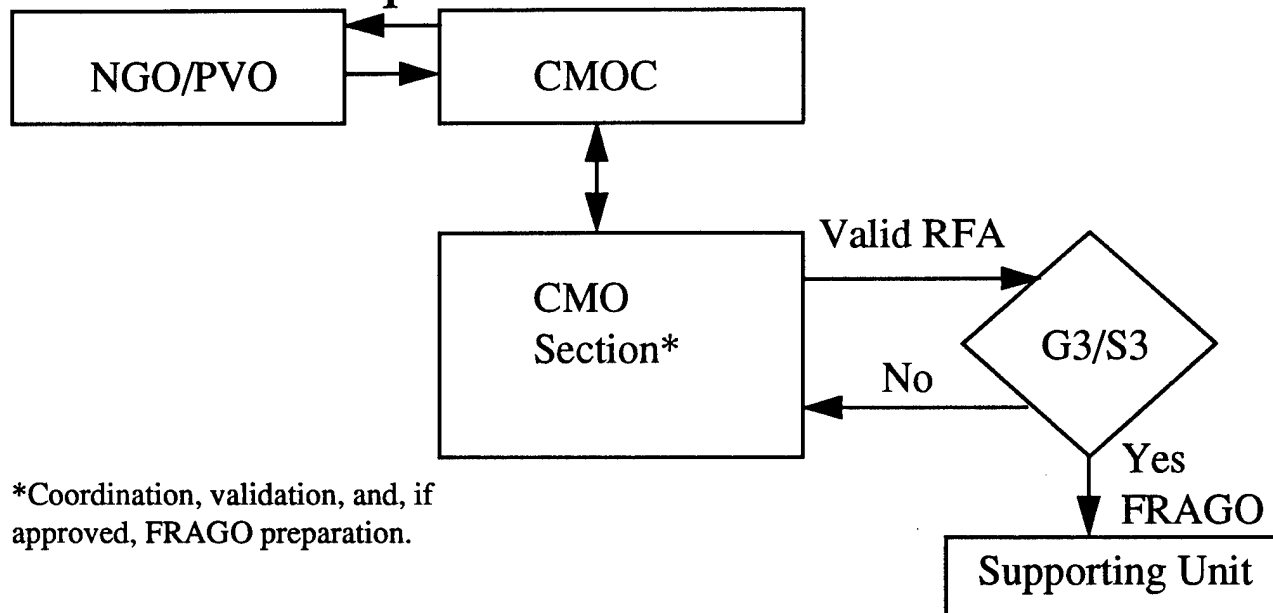 NGO/PVO
CMOC
Valid RFA
CMO
Section*
G3/S3
No
Yes
*Coordination, validation, and, if
approved, FRAGO preparation.
FRAGO
Supporting Unit